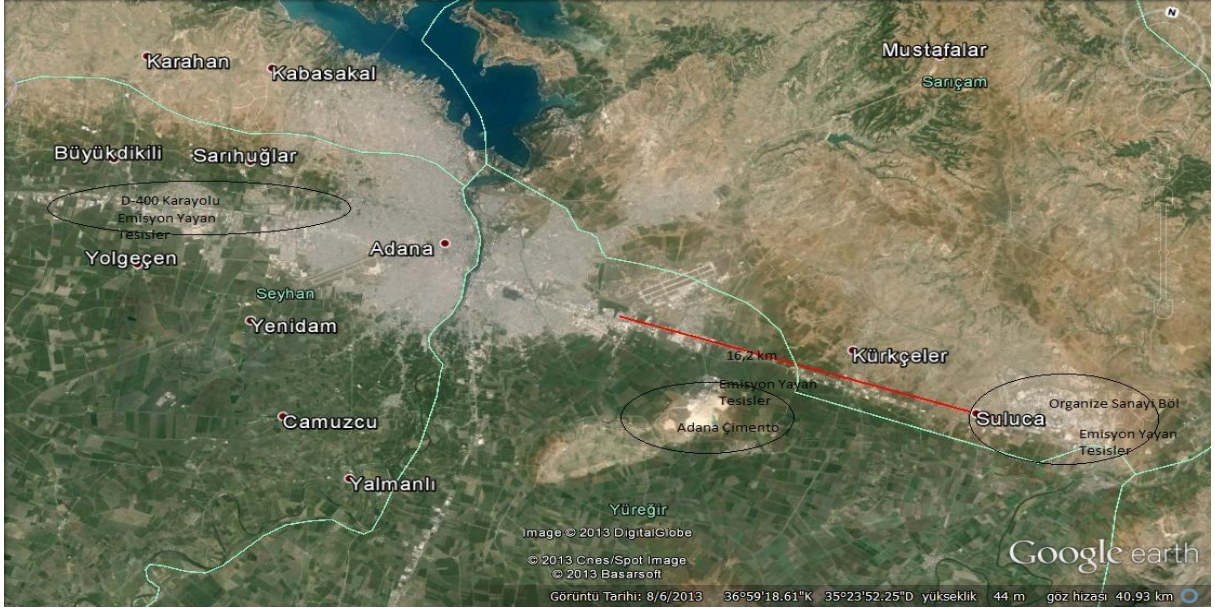 N
Mustafalar
Sarıçam
Karahan
Kabasakal
Büyükdikili
Sarıhuğlar
D-400 Karayolu
Emisyon Yayan
Tesisler
Adana
Yolgeçen
Seyhan
Yenidam
16,2 km
Kürkçeler
Emisyon Yayan
Tesisler
Organize Sanayi Böl
Camuzcu
Adana Çimento
Suluca
Emisyon Yayan
Tesisler
Yalmanlı
Yüreğir
Image © 2013 DigitalGlobe
© 2013 Cnes/Spot Image
© 2013 Basarsoft
Google earth
Görüntü Tarihi: 8/6/2013 36°59'18.61"K 35°23'52.25"D yükseklik 44 m göz hizası 40.93 km